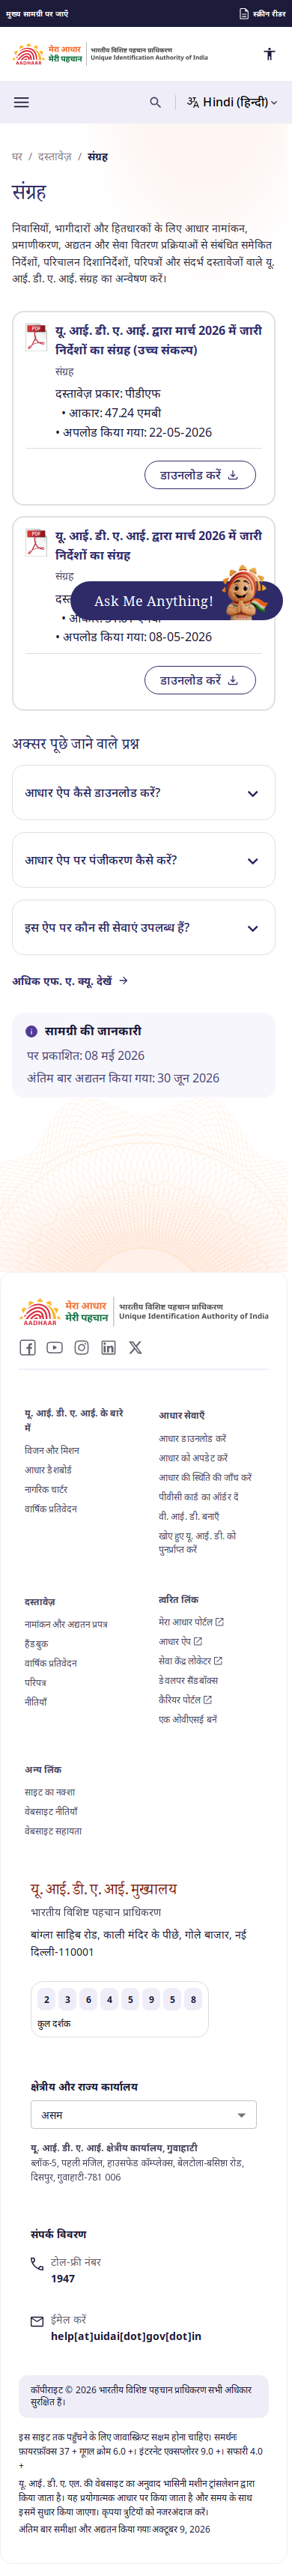 मुख्य सामग्री पर जाएँ
स्क्रीन रीडर
AADHAAR
मेरा आधार
मेरी पहचान
भारतीय विशिष्ट पहचान प्राधिकरण
Unique Identification Authority of India
Hindi (हिन्दी)
घर / दस्तावेज़ / संग्रह
संग्रह
निवासियों, भागीदारों और हितधारकों के लिए आधार नामांकन,
प्रमाणीकरण, अद्यतन और सेवा वितरण प्रक्रियाओं से संबंधित समेकित
निर्देशों, परिचालन दिशानिर्देशों, परिपत्रों और संदर्भ दस्तावेजों वाले यू.
आई. डी. ए. आई. संग्रह का अन्वेषण करें।
PDF
यू. आई. डी. ए. आई. द्वारा मार्च 2026 में जारी
निर्देशों का संग्रह (उच्च संकल्प)
संग्रह
दस्तावेज़ प्रकार: पीडीएफ
• आकार: 47.24 एमबी
• अपलोड किया गया: 22-05-2026
डाउनलोड करें
PDF
यू. आई. डी. ए. आई. द्वारा मार्च 2026 में जारी
निर्देशों का संग्रह
संग्रह
Ask Me Anything!
• अपलोड किया गया: 08-05-2026
डाउनलोड करें
अक्सर पूछे जाने वाले प्रश्न
आधार ऐप कैसे डाउनलोड करें?
आधार ऐप पर पंजीकरण कैसे करें?
इस ऐप पर कौन सी सेवाएं उपलब्ध हैं?
अधिक एफ. ए. क्यू. देखें
सामग्री की जानकारी
पर प्रकाशित: 08 मई 2026
अंतिम बार अद्यतन किया गया: 30 जून 2026
AADHAAR
मेरा आधार
मेरी पहचान
भारतीय विशिष्ट पहचान प्राधिकरण
Unique Identification Authority of India
यू. आई. डी. ए. आई. के बारे
में
विजन और मिशन
आधार डैशबोर्ड
नागरिक चार्टर
वार्षिक प्रतिवेदन
आधार सेवाएँ
आधार डाउनलोड करें
आधार को अपडेट करें
आधार की स्थिति की जाँच करें
पीवीसी कार्ड का ऑर्डर दें
वी. आई. डी. बनाएँ
खोए हुए यू. आई. डी. को
पुनर्प्राप्त करें
दस्तावेज़
नामांकन और अद्यतन प्रपत्र
हैंडबुक
वार्षिक प्रतिवेदन
परिपत्र
नीतियाँ
त्वरित लिंक
मेरा आधार पोर्टल
आधार ऐप
सेवा केंद्र लोकेटर
डेवलपर सैंडबॉक्स
कैरियर पोर्टल
एक ओवीएसई बनें
अन्य लिंक
साइट का नक्शा
वेबसाइट नीतियाँ
वेबसाइट सहायता
यू. आई. डी. ए. आई. मुख्यालय
भारतीय विशिष्ट पहचान प्राधिकरण
बांग्ला साहिब रोड, काली मंदिर के पीछे, गोले बाजार, नई
दिल्ली-110001
2 3 6 4 5 9 5 8
कुल दर्शक
क्षेत्रीय और राज्य कार्यालय
असम
यू. आई. डी. ए. आई. क्षेत्रीय कार्यालय, गुवाहाटी
ब्लॉक-5, पहली मंजिल, हाउसफेड कॉम्प्लेक्स, बेलटोला-बसिष्ठा रोड,
दिसपुर, गुवाहाटी-781 006
संपर्क विवरण
टोल-फ्री नंबर
1947
ईमेल करें
help[at]uidai[dot]gov[dot]in
कॉपीराइट © 2026 भारतीय विशिष्ट पहचान प्राधिकरण सभी अधिकार
सुरक्षित हैं।
इस साइट तक पहुँचने के लिए जावास्क्रिप्ट सक्षम होना चाहिए। समर्थनः
फ़ायरफ़ॉक्स 37 + गूगल क्रोम 6.0 +। इंटरनेट एक्सप्लोरर 9.0 +। सफारी 4.0
+
यू. आई. डी. ए. एल. की वेबसाइट का अनुवाद भासिनी मशीन ट्रांसलेशन द्वारा
किया जाता है। यह प्रयोगात्मक आधार पर किया जाता है और समय के साथ
इसमें सुधार किया जाएगा। कृपया त्रुटियों को नजरअंदाज करें।
अंतिम बार समीक्षा और अद्यतन किया गयाः अक्टूबर 9, 2026